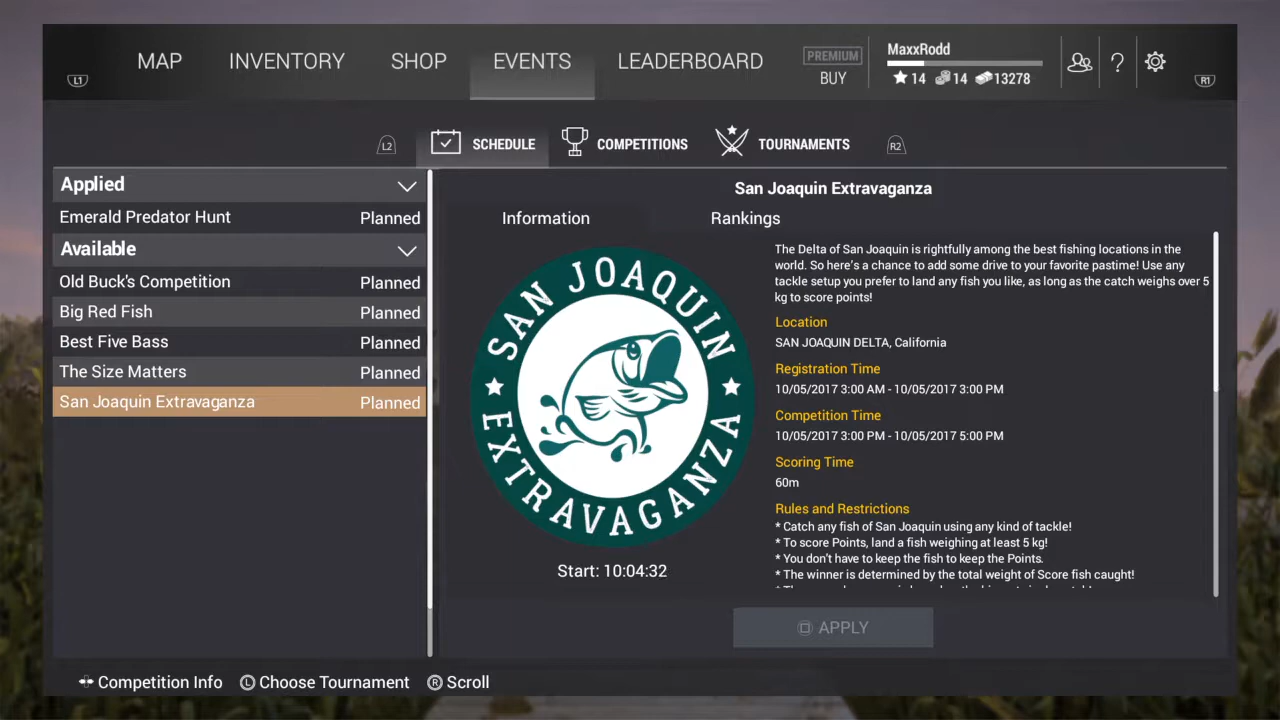 MAP
INVENTORY
SHOP
EVENTS
LEADERBOARD
PREMIUM
BUY
MaxxRodd
14
14
13278
?
L1
R1
L2
SCHEDULE
COMPETITIONS
TOURNAMENTS
R2
Applied
Emerald Predator Hunt Planned
Available
Old Buck's Competition Planned
Big Red Fish Planned
Best Five Bass Planned
The Size Matters Planned
San Joaquin Extravaganza Planned
San Joaquin Extravaganza
Information
Rankings
SAN JOAQUIN
EXTRAVAGANZA
Start: 10:04:32
The Delta of San Joaquin is rightfully among the best fishing locations in the
world. So here's a chance to add some drive to your favorite pastime! Use any
tackle setup you prefer to land any fish you like, as long as the catch weighs over 5
kg to score points!
Location
SAN JOAQUIN DELTA, California
Registration Time
10/05/2017 3:00 AM - 10/05/2017 3:00 PM
Competition Time
10/05/2017 3:00 PM - 10/05/2017 5:00 PM
Scoring Time
60m
Rules and Restrictions
* Catch any fish of San Joaquin using any kind of tackle!
* To score Points, land a fish weighing at least 5 kg!
* You don't have to keep the fish to keep the Points.
* The winner is determined by the total weight of Score fish caught!
APPLY
Competition Info
L Choose Tournament
R Scroll